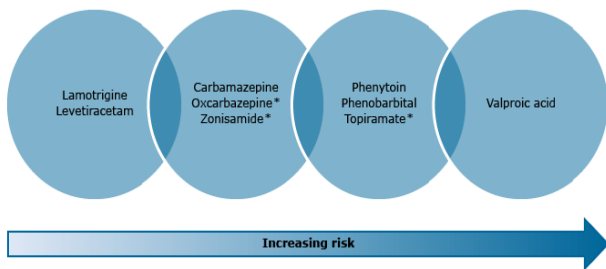 Lamotrigine
Levetiracetam
Carbamazepine
Oxcarbazepine*
Zonisamide*
Phenytoin
Phenobarbital
Topiramate*
Valproic acid
Increasing risk